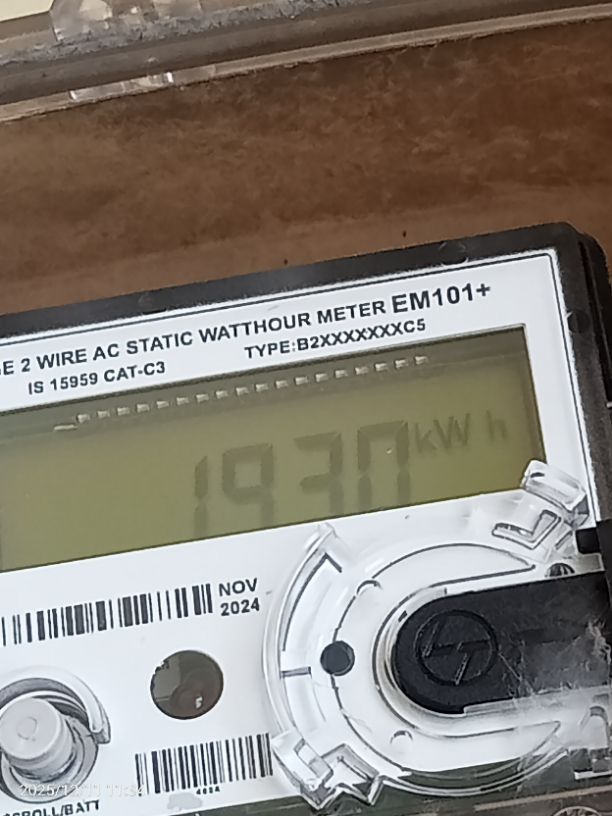 2 WIRE AC STATIC WATTHOUR METER EM101+
IS 15959 CAT-C3 TYPE:B2XXXXXXXC5
1930 kWh
NOV
2024